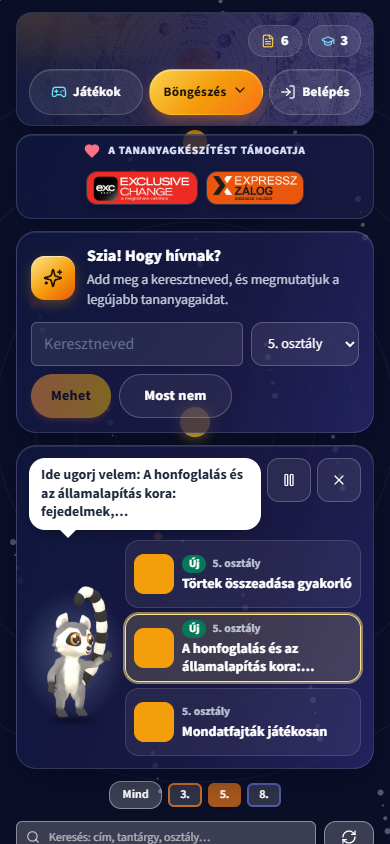 6
3
Játékok
Böngészés
Belépés
A TANANYAGKÉSZÍTÉST TÁMOGATJA
exc
EXCLUSIVE
CHANGE
EXPRESSZ
ZÁLOG
Szia! Hogy hívnak?
Add meg a keresztneved, és megmutatjuk a
legújabb tananyagaidat.
Keresztneved
5. osztály
Mehet
Most nem
Ide ugorj velem: A honfoglalás és
az államalapítás kora:
fejedelmek,…
Új
5. osztály
Törtek összeadása gyakorló
Új
5. osztály
A honfoglalás és az
államalapítás kora:…
5. osztály
Mondatfajták játékosan
Mind
3.
5.
8.
Keresés: cím, tantárgy, osztály…